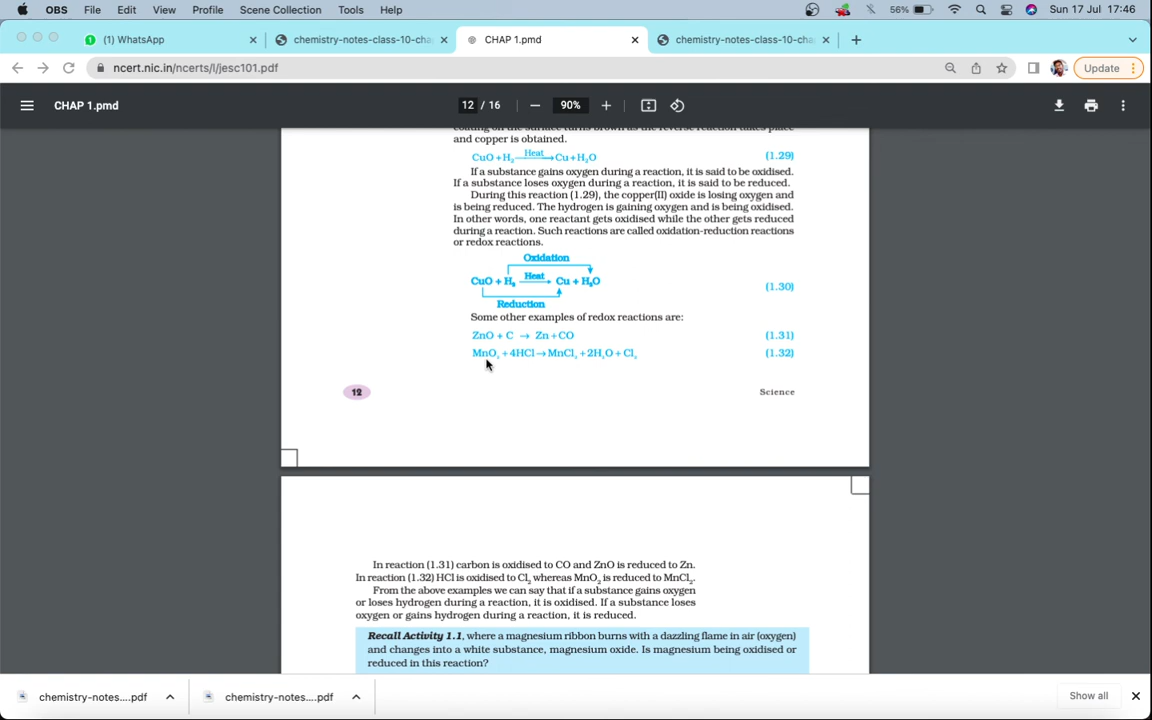 OBS File Edit View Profile Scene Collection Tools Help 56% Sun 17 Jul 17:46
(1) WhatsApp chemistry-notes-class-10-cha CHAP 1.pmd chemistry-notes-class-10-cha
ncert.nic.in/ncerts/l/jesc101.pdf Update
CHAP 1.pmd 12 / 16 90%
coating on the surface turns brown as the reverse reaction takes place
and copper is obtained.
CuO + H₂ —Heat→ Cu + H₂O (1.29)
If a substance gains oxygen during a reaction, it is said to be oxidised.
If a substance loses oxygen during a reaction, it is said to be reduced.
During this reaction (1.29), the copper(II) oxide is losing oxygen and
is being reduced. The hydrogen is gaining oxygen and is being oxidised.
In other words, one reactant gets oxidised while the other gets reduced
during a reaction. Such reactions are called oxidation-reduction reactions
or redox reactions.
Oxidation
CuO + H₂ —Heat→ Cu + H₂O (1.30)
Reduction
Some other examples of redox reactions are:
ZnO + C → Zn + CO (1.31)
MnO₂ + 4HCl → MnCl₂ + 2H₂O + Cl₂ (1.32)
12 Science
In reaction (1.31) carbon is oxidised to CO and ZnO is reduced to Zn.
In reaction (1.32) HCl is oxidised to Cl₂ whereas MnO₂ is reduced to MnCl₂.
From the above examples we can say that if a substance gains oxygen
or loses hydrogen during a reaction, it is oxidised. If a substance loses
oxygen or gains hydrogen during a reaction, it is reduced.
Recall Activity 1.1, where a magnesium ribbon burns with a dazzling flame in air (oxygen)
and changes into a white substance, magnesium oxide. Is magnesium being oxidised or
reduced in this reaction?
chemistry-notes....pdf chemistry-notes....pdf Show all